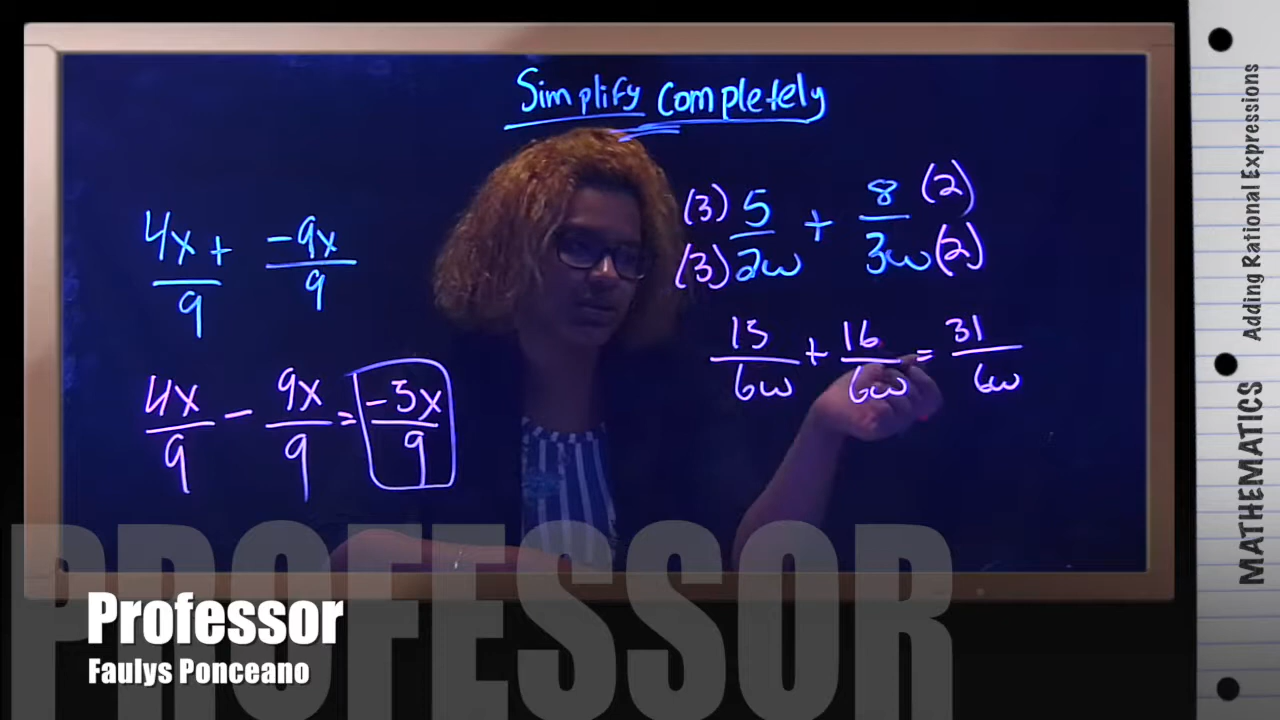 Simplify completely
4x/9 + -9x/9
4x/9 - 9x/9 = -5x/9
(3) 5 / (3) 2w + 8 (2) / 3w (2)
15/6w + 16/6w = 31/6w
PROFESSOR
Professor
Faulys Ponceano
Adding Rational Expressions
MATHEMATICS